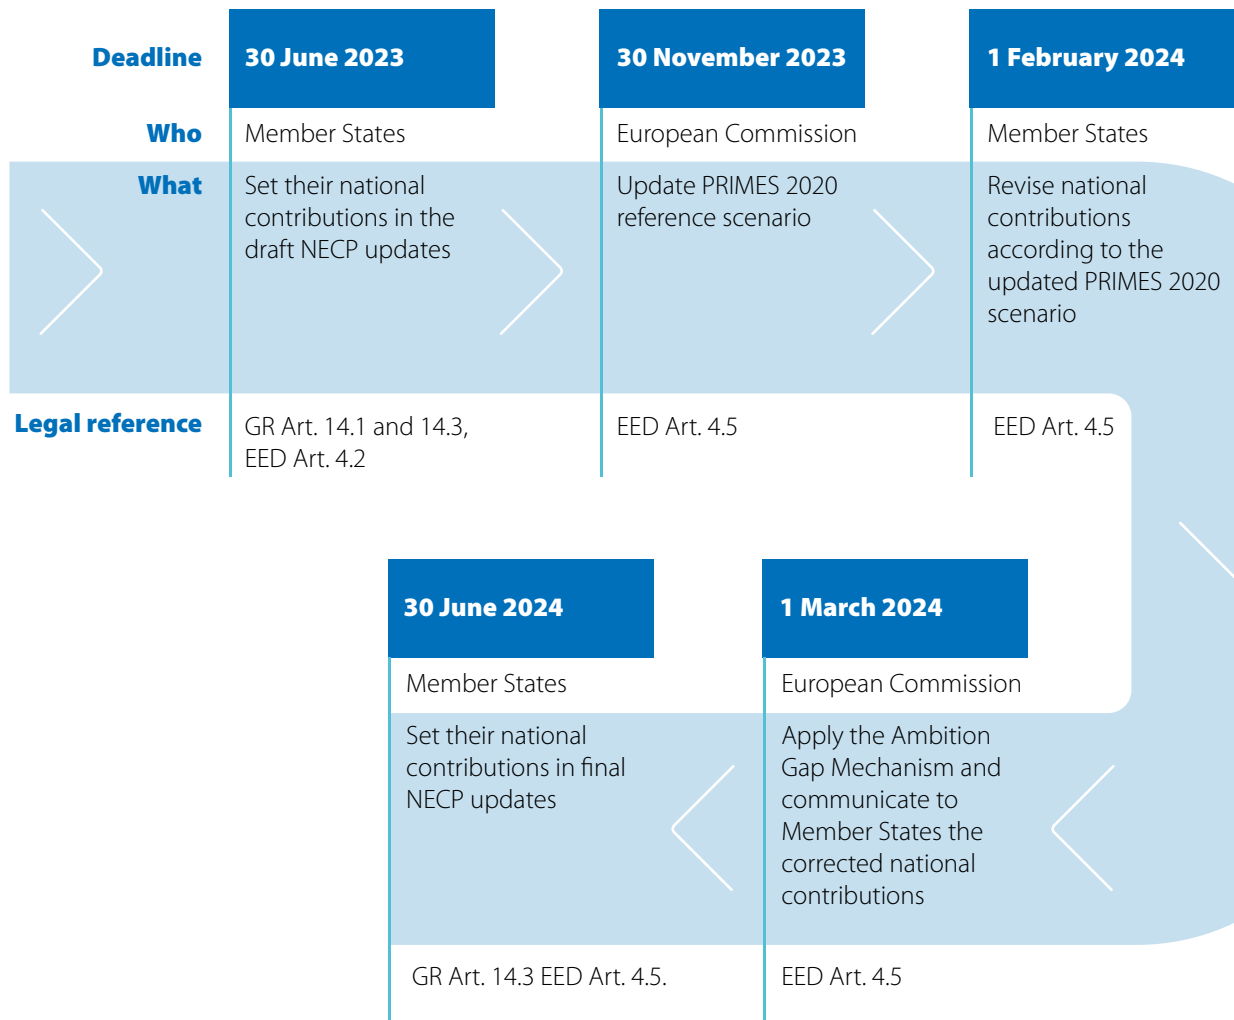 Deadline
30 June 2023
30 November 2023
1 February 2024
Who
Member States
European Commission
Member States
What
Set their national
contributions in the
draft NECP updates
Update PRIMES 2020
reference scenario
Revise national
contributions
according to the
updated PRIMES 2020
scenario
Legal reference
GR Art. 14.1 and 14.3,
EED Art. 4.2
EED Art. 4.5
EED Art. 4.5
30 June 2024
1 March 2024
Member States
European Commission
Set their national
contributions in final
NECP updates
Apply the Ambition
Gap Mechanism and
communicate to
Member States the
corrected national
contributions
GR Art. 14.3 EED Art. 4.5.
EED Art. 4.5